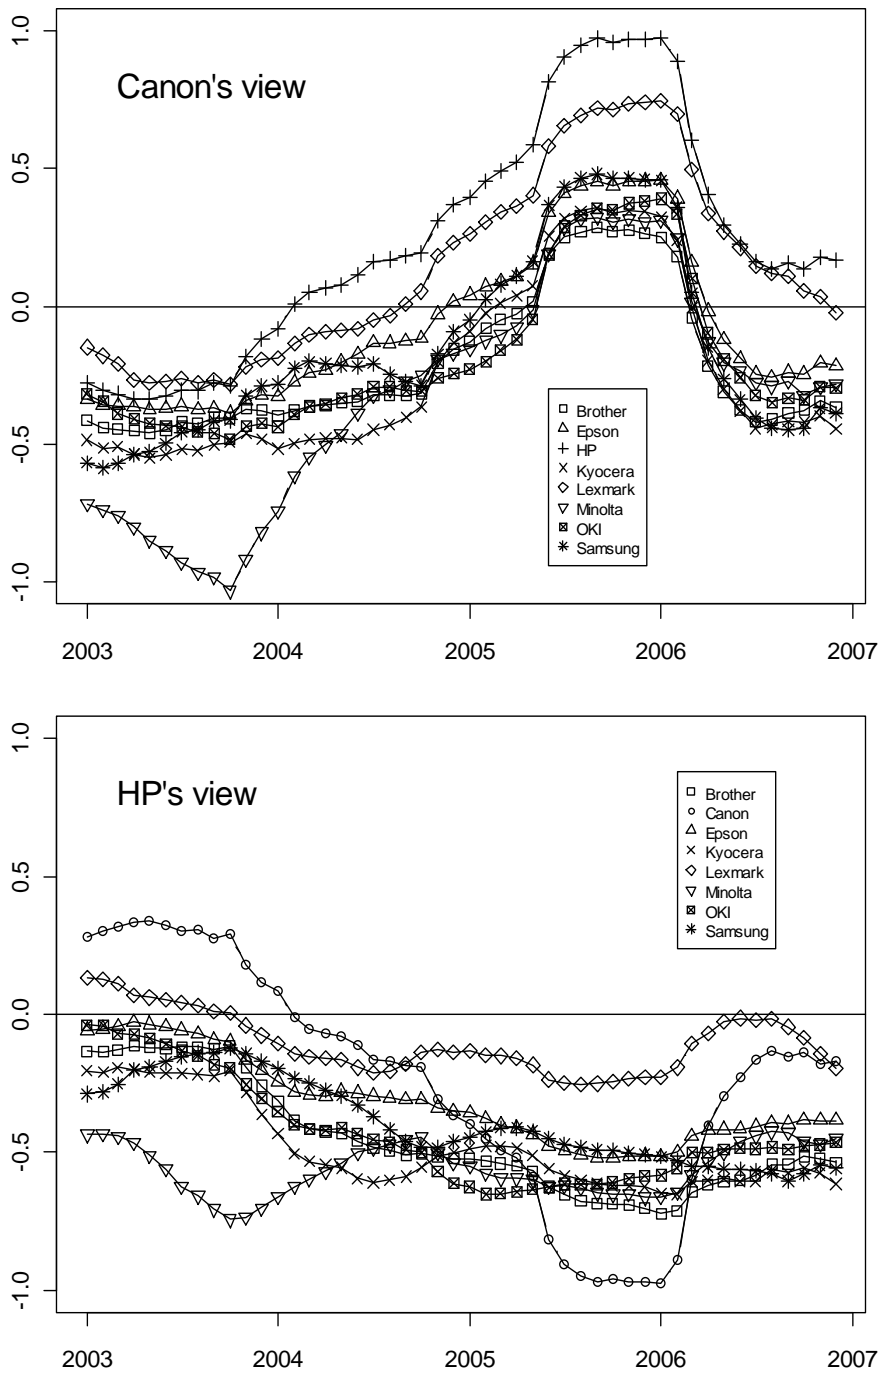 1.0
Canon's view
0.5
0.0
Brother
Epson
HP
Kyocera
Lexmark
Minolta
OKI
Samsung
-0.5
-1.0
2003 2004 2005 2006 2007
1.0
HP's view
Brother
Canon
Epson
Kyocera
Lexmark
Minolta
OKI
Samsung
0.5
0.0
-0.5
-1.0
2003 2004 2005 2006 2007